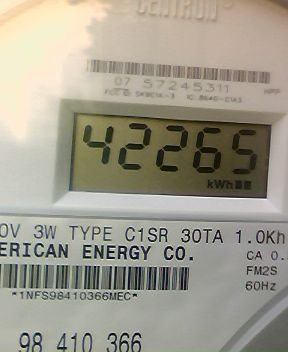 CENTRON
07 57245311
42265
kWh
0V 3W TYPE C1SR 30TA 1.0Kh
ERICAN ENERGY CO.
CA 0.
FM2S
60Hz
*1NFS98410366MEC*
98 410 366